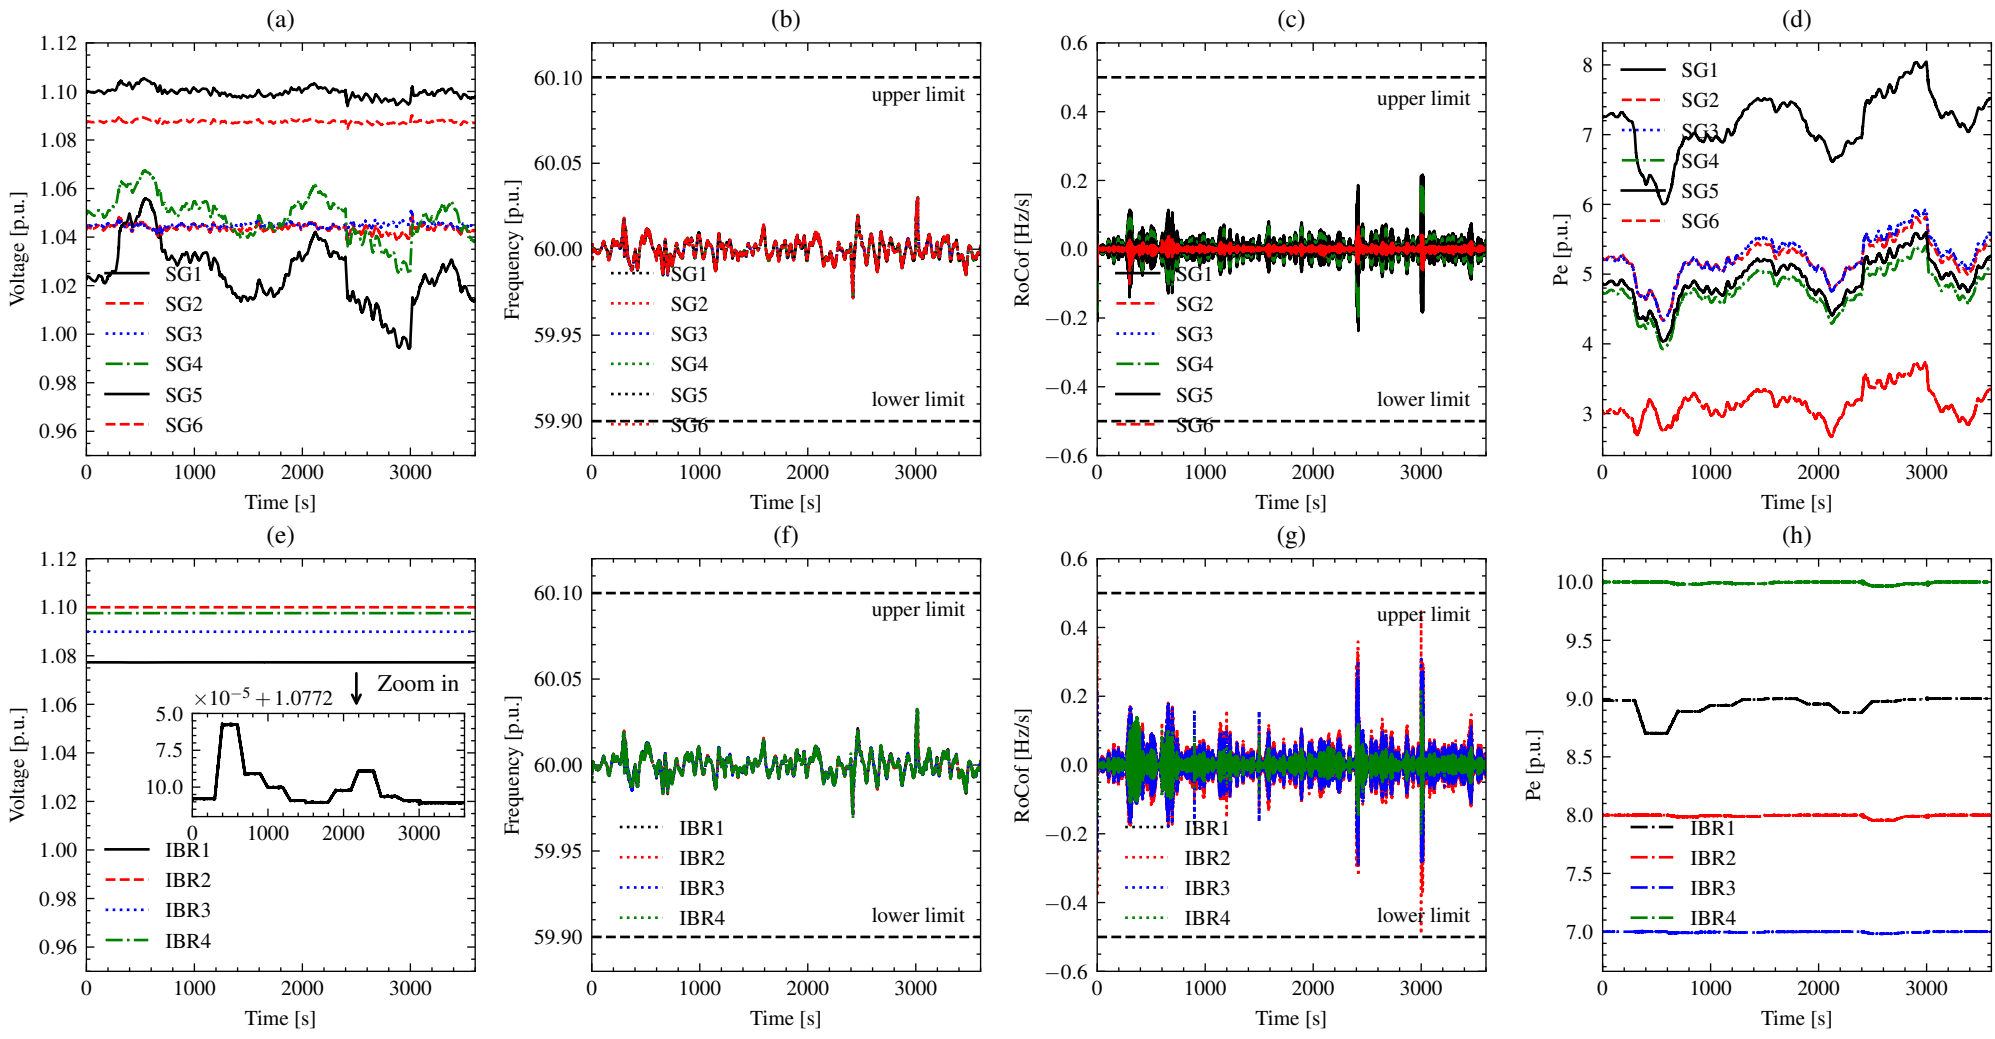 (a)
1.12
1.10
1.08
1.06
1.04
1.02
1.00
0.98
0.96
Voltage [p.u.]
SG1
SG2
SG3
SG4
SG5
SG6
0 1000 2000 3000
Time [s]
(b)
60.10
60.05
60.00
59.95
59.90
Frequency [p.u.]
upper limit
SG1
SG2
SG3
SG4
SG5
SG6
lower limit
0 1000 2000 3000
Time [s]
(c)
0.6
0.4
0.2
0.0
−0.2
−0.4
−0.6
RoCof [Hz/s]
upper limit
SG1
SG2
SG3
SG4
SG5
SG6
lower limit
0 1000 2000 3000
Time [s]
(d)
8
7
6
5
4
3
Pe [p.u.]
SG1
SG2
SG3
SG4
SG5
SG6
0 1000 2000 3000
Time [s]
(e)
1.12
1.10
1.08
1.06
1.04
1.02
1.00
0.98
0.96
Voltage [p.u.]
Zoom in
×10⁻⁵ + 1.0772
5.0
7.5
10.0
0 1000 2000 3000
IBR1
IBR2
IBR3
IBR4
0 1000 2000 3000
Time [s]
(f)
60.10
60.05
60.00
59.95
59.90
Frequency [p.u.]
upper limit
IBR1
IBR2
IBR3
IBR4
lower limit
0 1000 2000 3000
Time [s]
(g)
0.6
0.4
0.2
0.0
−0.2
−0.4
−0.6
RoCof [Hz/s]
upper limit
IBR1
IBR2
IBR3
IBR4
lower limit
0 1000 2000 3000
Time [s]
(h)
10.0
9.5
9.0
8.5
8.0
7.5
7.0
Pe [p.u.]
IBR1
IBR2
IBR3
IBR4
0 1000 2000 3000
Time [s]